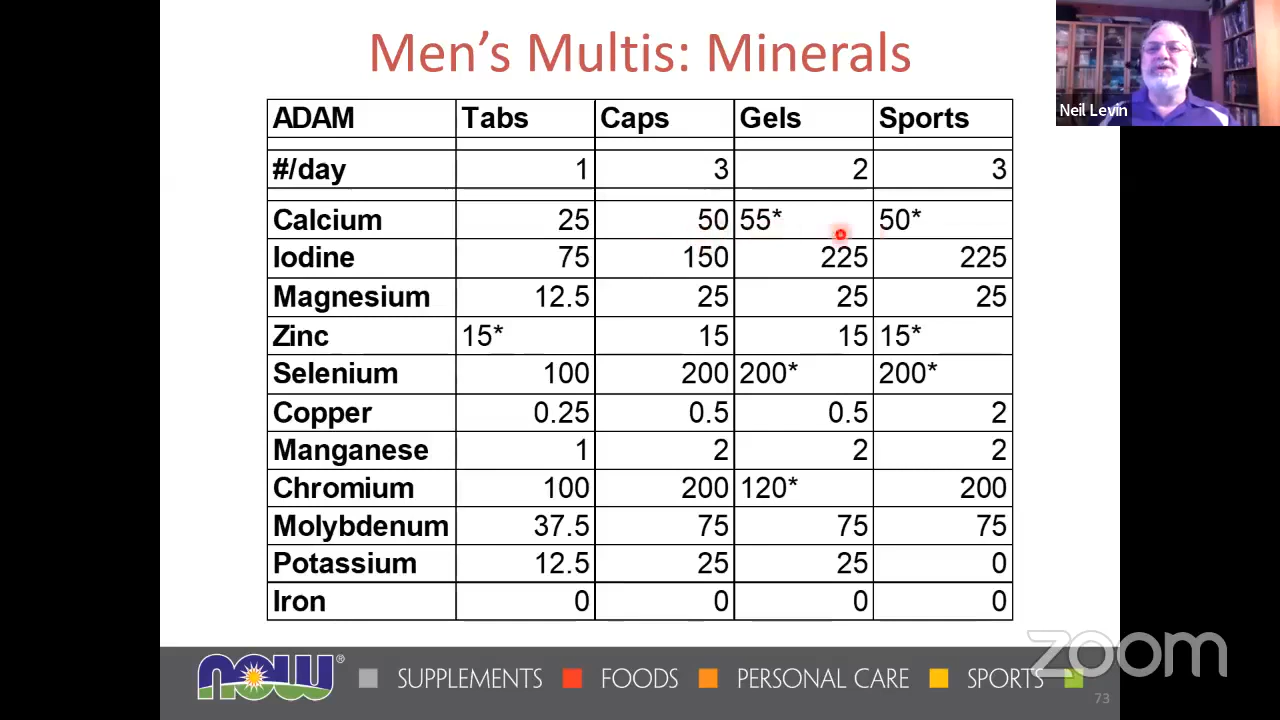 Men's Multis: Minerals
Neil Levin
ADAM Tabs Caps Gels Sports
#/day 1 3 2 3
Calcium 25 50 55* 50*
Iodine 75 150 225 225
Magnesium 12.5 25 25 25
Zinc 15* 15 15 15*
Selenium 100 200 200* 200*
Copper 0.25 0.5 0.5 2
Manganese 1 2 2 2
Chromium 100 200 120* 200
Molybdenum 37.5 75 75 75
Potassium 12.5 25 25 0
Iron 0 0 0 0
NOW® SUPPLEMENTS FOODS PERSONAL CARE SPORTS
zoom
73